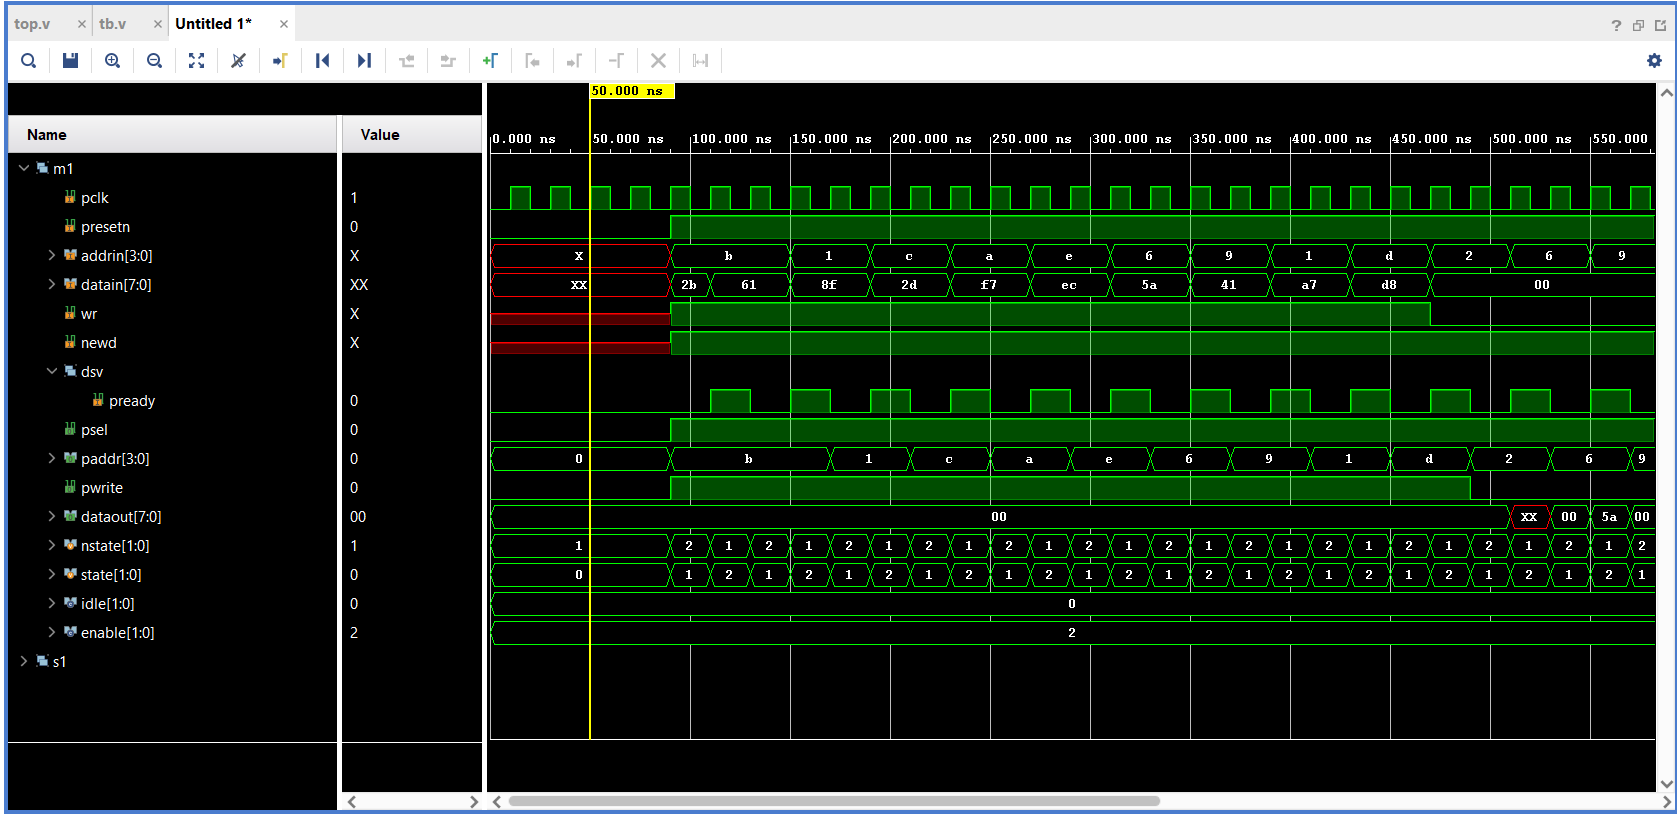 top.v × tb.v × Untitled 1* ×
?
50.000 ns
Name Value
0.000 ns 50.000 ns 100.000 ns 150.000 ns 200.000 ns 250.000 ns 300.000 ns 350.000 ns 400.000 ns 450.000 ns 500.000 ns 550.000
m1
pclk 1
presetn 0
addrin[3:0] X X b 1 c a e 6 9 1 d 2 6 9
datain[7:0] XX XX 2b 61 8f 2d f7 ec 5a 41 a7 d8 00
wr X
newd X
dsv
pready 0
psel 0
paddr[3:0] 0 0 b 1 c a e 6 9 1 d 2 6 9
pwrite 0
dataout[7:0] 00 00 XX 00 5a 00
nstate[1:0] 1 1 2 1 2 1 2 1 2 1 2 1 2 1 2 1 2 1 2 1 2 1 2 1 2 1 2
state[1:0] 0 0 1 2 1 2 1 2 1 2 1 2 1 2 1 2 1 2 1 2 1 2 1 2 1 2 1
idle[1:0] 0 0
enable[1:0] 2 2
s1